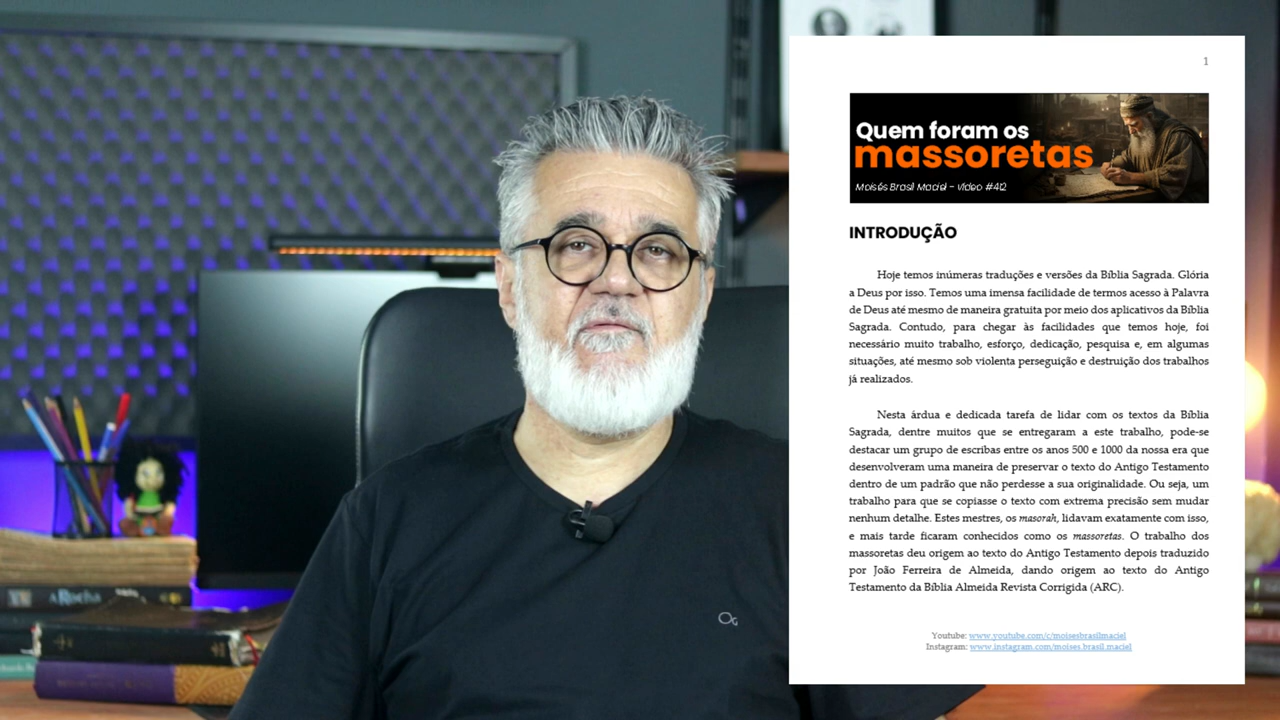 1
Quem foram os
massoretas
Moisés Brasil Maciel - Vídeo #412
INTRODUÇÃO
Hoje temos inúmeras traduções e versões da Bíblia Sagrada. Glória
a Deus por isso. Temos uma imensa facilidade de termos acesso à Palavra
de Deus até mesmo de maneira gratuita por meio dos aplicativos da Bíblia
Sagrada. Contudo, para chegar às facilidades que temos hoje, foi
necessário muito trabalho, esforço, dedicação, pesquisa e, em algumas
situações, até mesmo sob violenta perseguição e destruição dos trabalhos
já realizados.
Nesta árdua e dedicada tarefa de lidar com os textos da Bíblia
Sagrada, dentre muitos que se entregaram a este trabalho, pode-se
destacar um grupo de escribas entre os anos 500 e 1000 da nossa era que
desenvolveram uma maneira de preservar o texto do Antigo Testamento
dentro de um padrão que não perdesse a sua originalidade. Ou seja, um
trabalho para que se copiasse o texto com extrema precisão sem mudar
nenhum detalhe. Estes mestres, os masorah, lidavam exatamente com isso,
e mais tarde ficaram conhecidos como os massoretas. O trabalho dos
massoretas deu origem ao texto do Antigo Testamento depois traduzido
por João Ferreira de Almeida, dando origem ao texto do Antigo
Testamento da Bíblia Almeida Revista Corrigida (ARC).
Youtube: www.youtube.com/c/moisesbrasilmaciel
Instagram: www.instagram.com/moises.brasil.maciel
A Rocha